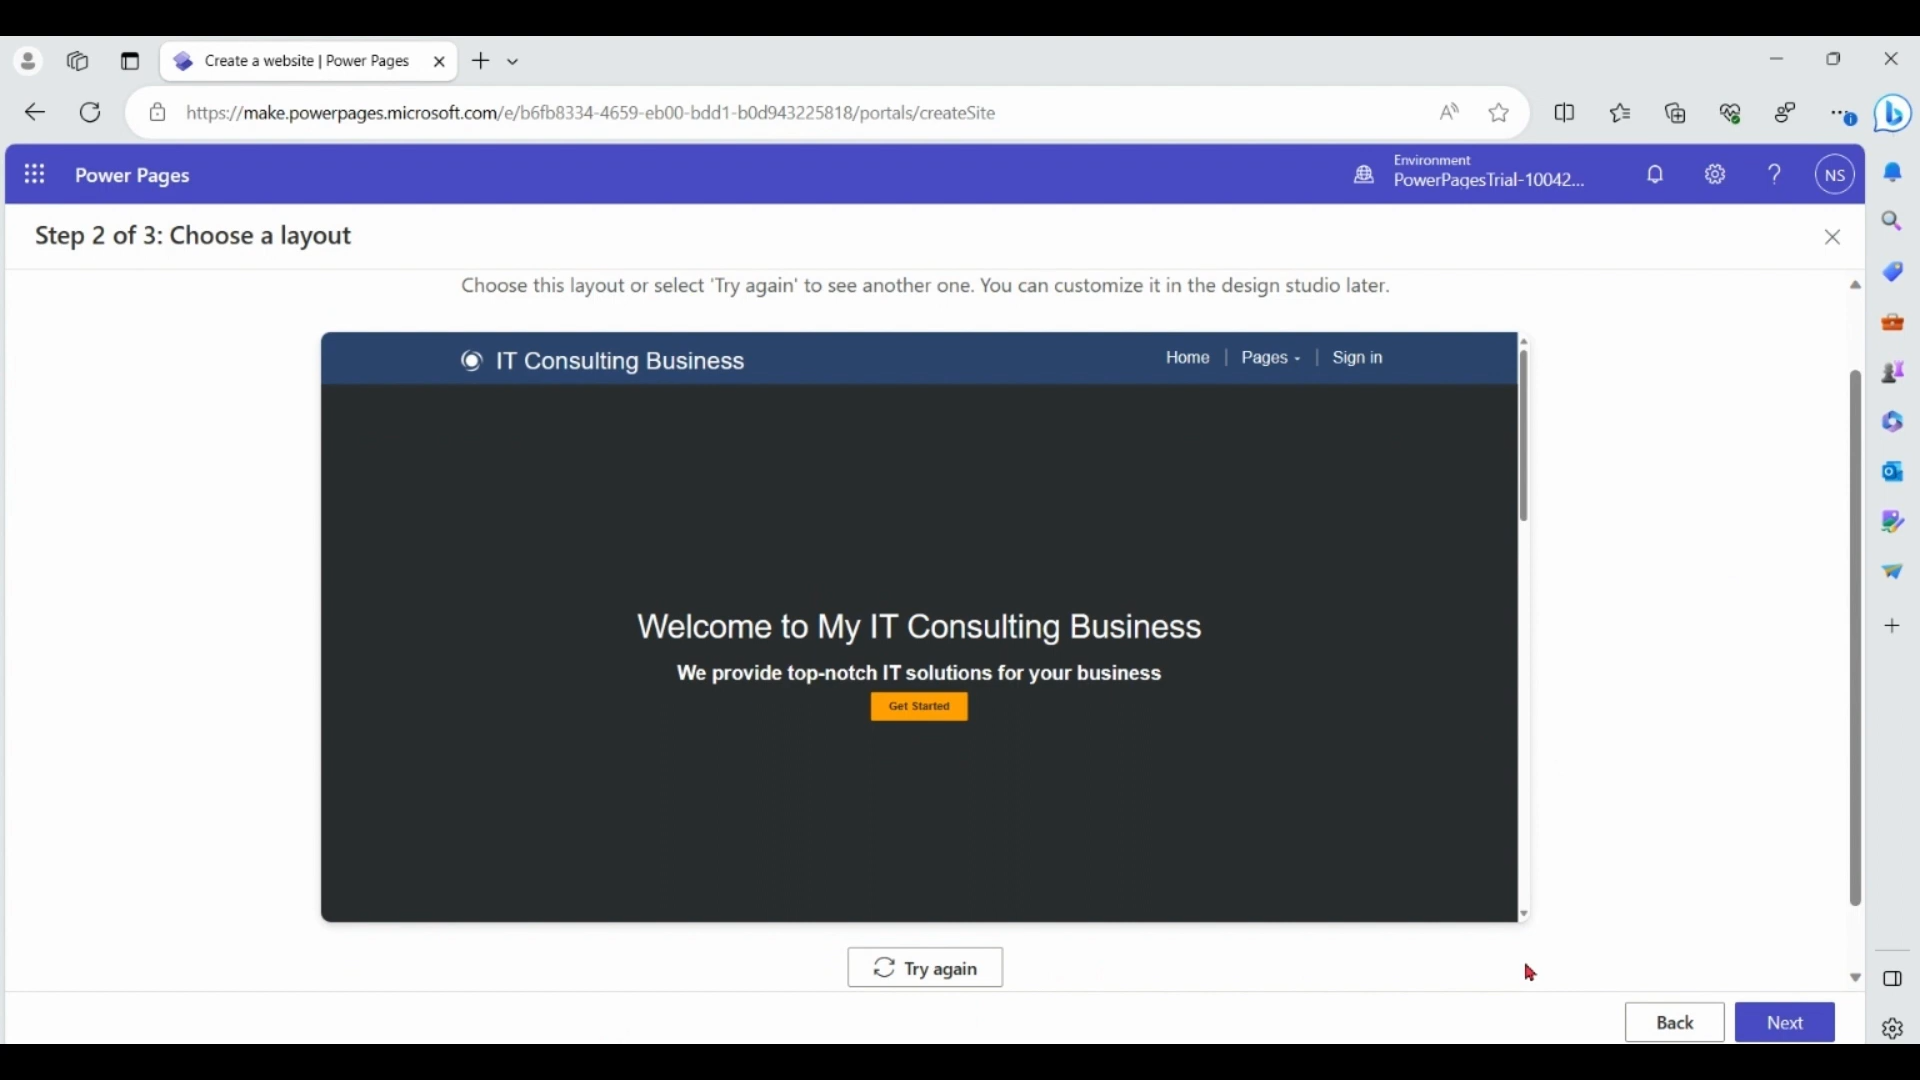 Create a website | Power Pages
https://make.powerpages.microsoft.com/e/b6fb8334-4659-eb00-bdd1-b0d943225818/portals/createSite
Power Pages
Environment
PowerPagesTrial-10042...
NS
Step 2 of 3: Choose a layout
Choose this layout or select 'Try again' to see another one. You can customize it in the design studio later.
IT Consulting Business
Home | Pages | Sign in
Welcome to My IT Consulting Business
We provide top-notch IT solutions for your business
Get Started
Try again
Back
Next